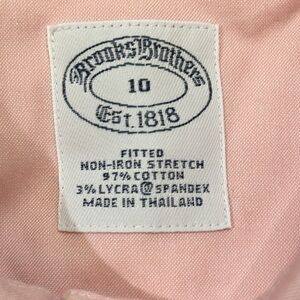 Brooks Brothers
10
Est. 1818
FITTED
NON-IRON STRETCH
97% COTTON
3% LYCRA® SPANDEX
MADE IN THAILAND